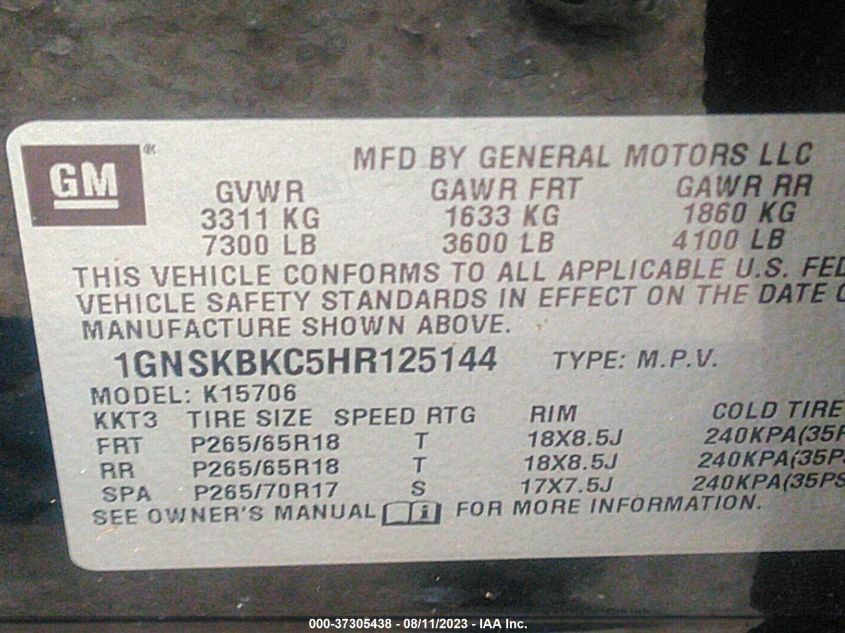 GM®
MFD BY GENERAL MOTORS LLC
GVWR GAWR FRT GAWR RR
3311 KG 1633 KG 1860 KG
7300 LB 3600 LB 4100 LB
THIS VEHICLE CONFORMS TO ALL APPLICABLE U.S. FED
VEHICLE SAFETY STANDARDS IN EFFECT ON THE DATE O
MANUFACTURE SHOWN ABOVE.
1GNSKBKC5HR125144 TYPE: M.P.V.
MODEL: K15706
KKT3 TIRE SIZE SPEED RTG RIM COLD TIRE
FRT P265/65R18 T 18X8.5J 240KPA(35P
RR P265/65R18 T 18X8.5J 240KPA(35PS
SPA P265/70R17 S 17X7.5J 240KPA(35PS
SEE OWNER'S MANUAL i FOR MORE INFORMATION.
000-37305438 - 08/11/2023 - IAA Inc.